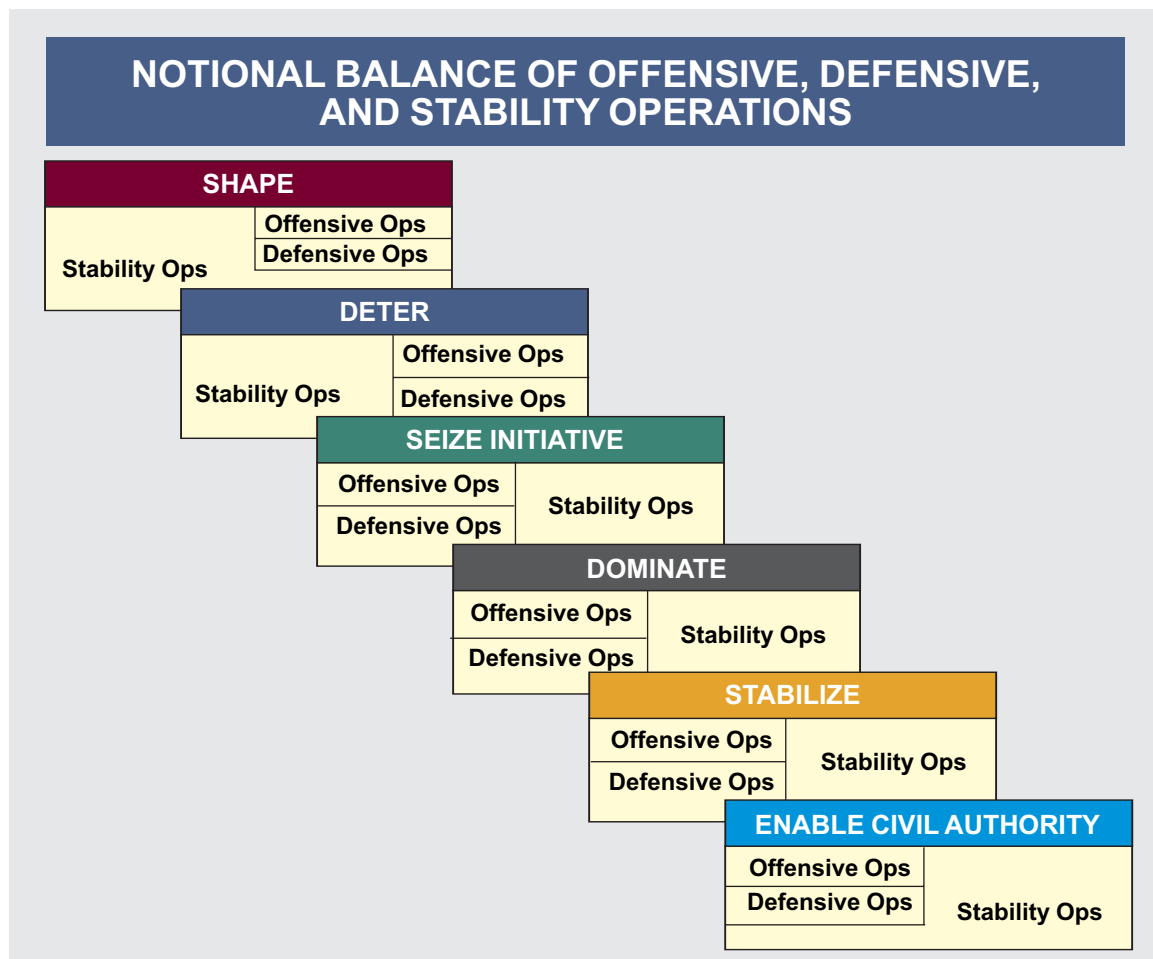 NOTIONAL BALANCE OF OFFENSIVE, DEFENSIVE,
AND STABILITY OPERATIONS
SHAPE
Stability Ops
Offensive Ops
Defensive Ops
DETER
Stability Ops
Offensive Ops
Defensive Ops
SEIZE INITIATIVE
Offensive Ops
Defensive Ops
Stability Ops
DOMINATE
Offensive Ops
Defensive Ops
Stability Ops
STABILIZE
Offensive Ops
Defensive Ops
Stability Ops
ENABLE CIVIL AUTHORITY
Offensive Ops
Defensive Ops
Stability Ops